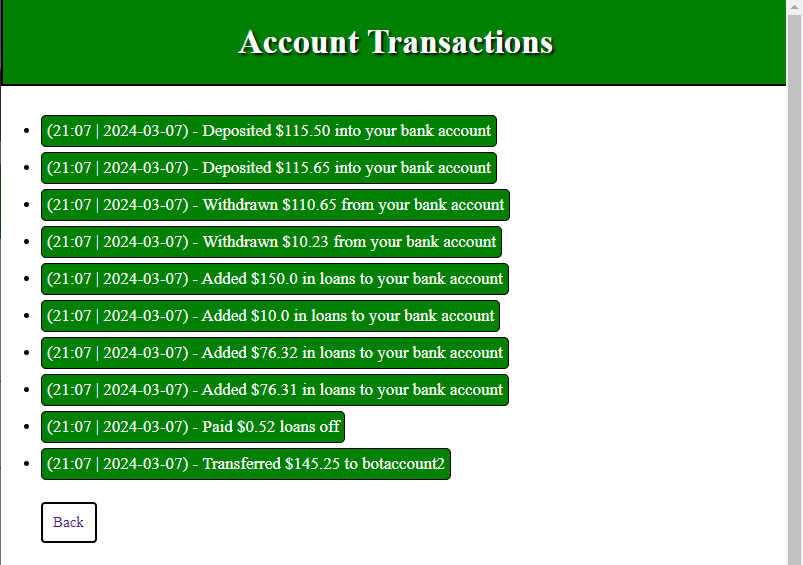 Account Transactions
(21:07 | 2024-03-07) - Deposited $115.50 into your bank account
(21:07 | 2024-03-07) - Deposited $115.65 into your bank account
(21:07 | 2024-03-07) - Withdrawn $110.65 from your bank account
(21:07 | 2024-03-07) - Withdrawn $10.23 from your bank account
(21:07 | 2024-03-07) - Added $150.0 in loans to your bank account
(21:07 | 2024-03-07) - Added $10.0 in loans to your bank account
(21:07 | 2024-03-07) - Added $76.32 in loans to your bank account
(21:07 | 2024-03-07) - Added $76.31 in loans to your bank account
(21:07 | 2024-03-07) - Paid $0.52 loans off
(21:07 | 2024-03-07) - Transferred $145.25 to botaccount2
Back